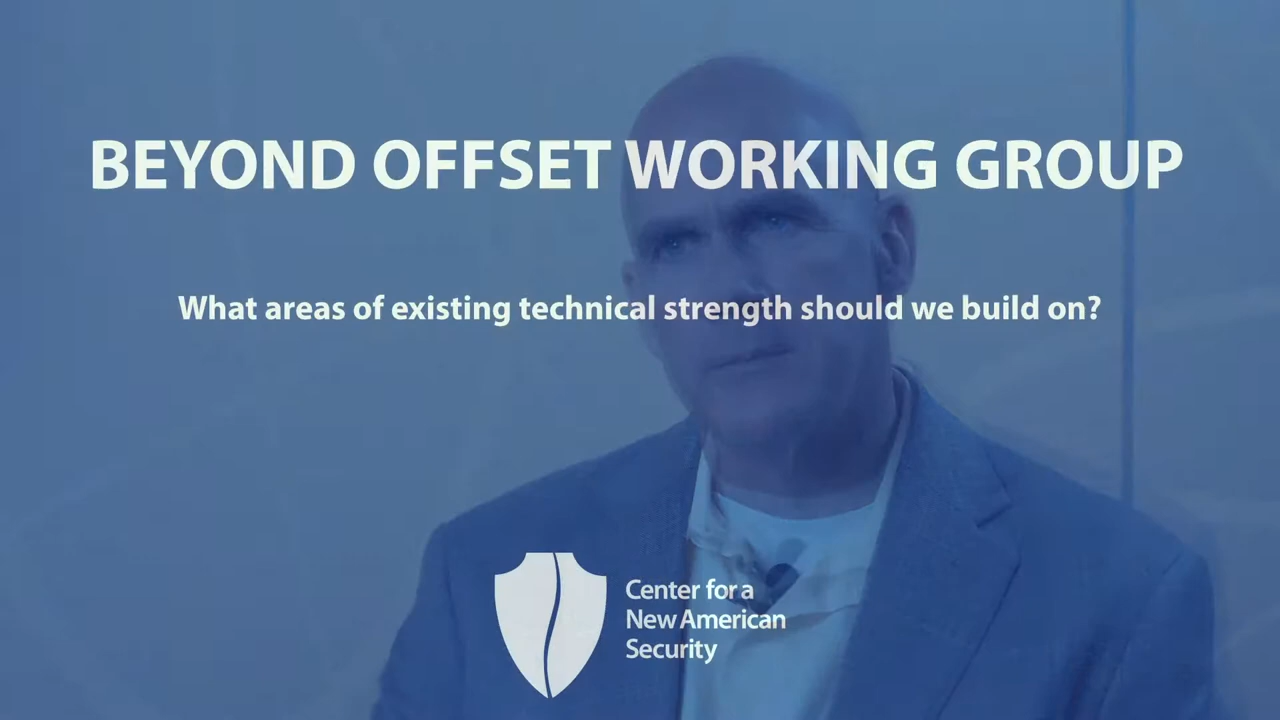 BEYOND OFFSET WORKING GROUP
What areas of existing technical strength should we build on?
Center for a
New American
Security